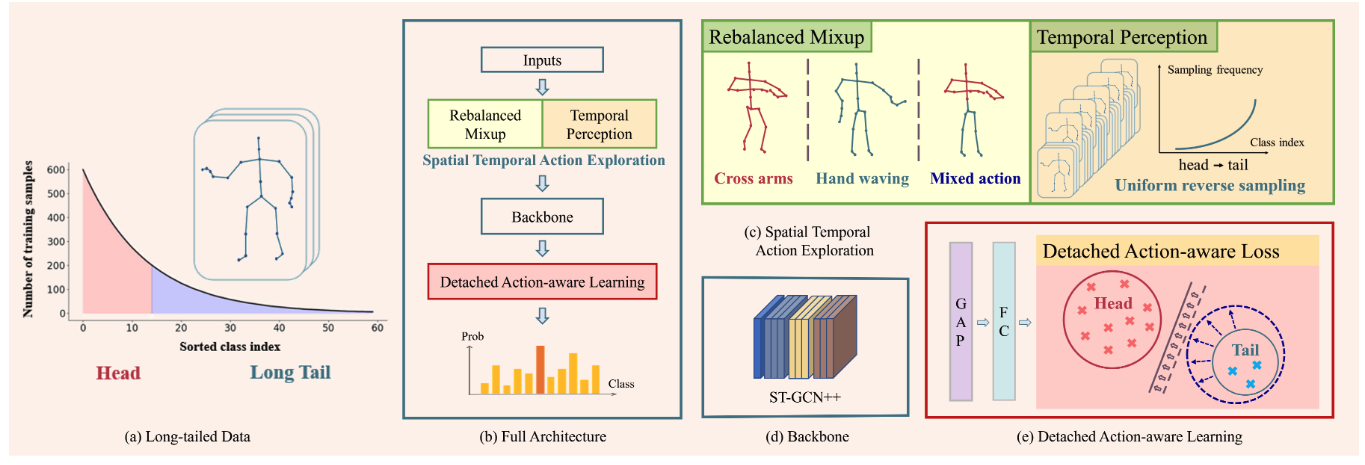 Number of training samples
600
500
400
300
200
100
0
0
10
20
30
40
50
60
Sorted class index
Head
Long Tail
(a) Long-tailed Data
Inputs
Rebalanced
Mixup
Temporal
Perception
Spatial Temporal Action Exploration
Backbone
Detached Action-aware Learning
Prob
Class
(b) Full Architecture
Rebalanced Mixup
Cross arms
Hand waving
Mixed action
Temporal Perception
Sampling frequency
Class index
head → tail
Uniform reverse sampling
(c) Spatial Temporal
Action Exploration
ST-GCN++
(d) Backbone
G
A
P
F
C
Detached Action-aware Loss
Head
Tail
(e) Detached Action-aware Learning